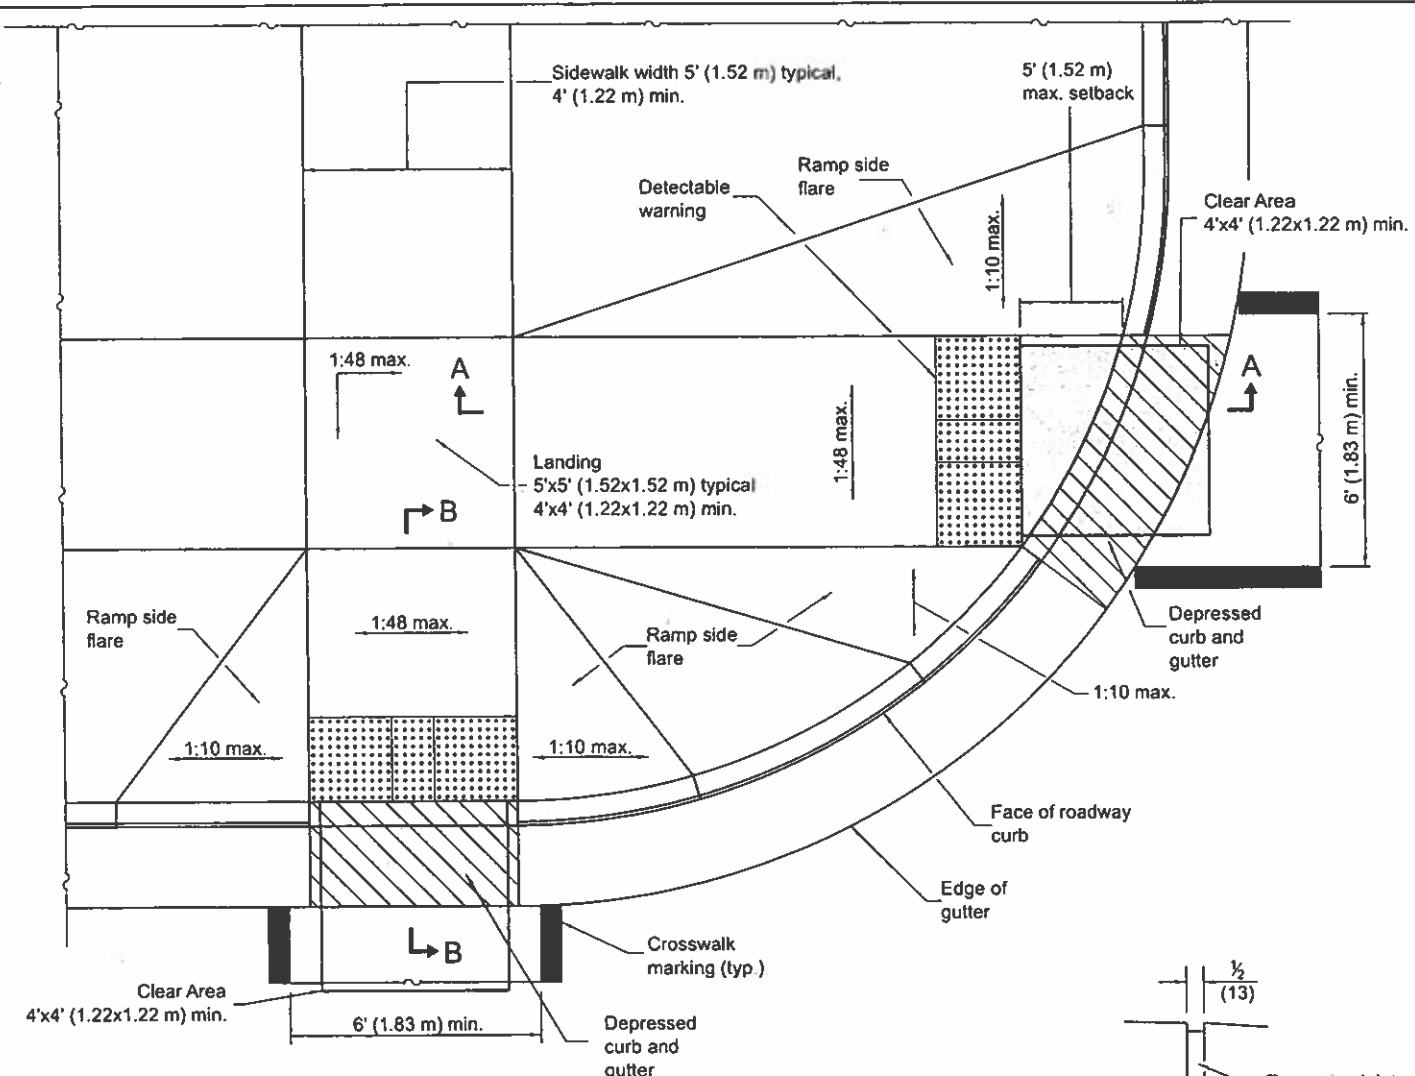 Sidewalk width 5' (1.52 m) typical,
4' (1.22 m) min.
5' (1.52 m)
max. setback
Ramp side
flare
Detectable
warning
1:10 max.
Clear Area
4'x4' (1.22x1.22 m) min.
1:48 max.
A
A
1:48 max.
6' (1.83 m) min.
Landing
5'x5' (1.52x1.52 m) typical
4'x4' (1.22x1.22 m) min.
B
Ramp side
flare
1:48 max.
Ramp side
flare
Depressed
curb and
gutter
1:10 max.
1:10 max.
1:10 max.
Face of roadway
curb
Edge of
gutter
Crosswalk
marking (typ.)
B
Clear Area
4'x4' (1.22x1.22 m) min.
6' (1.83 m) min.
Depressed
curb and
gutter
½
(13)